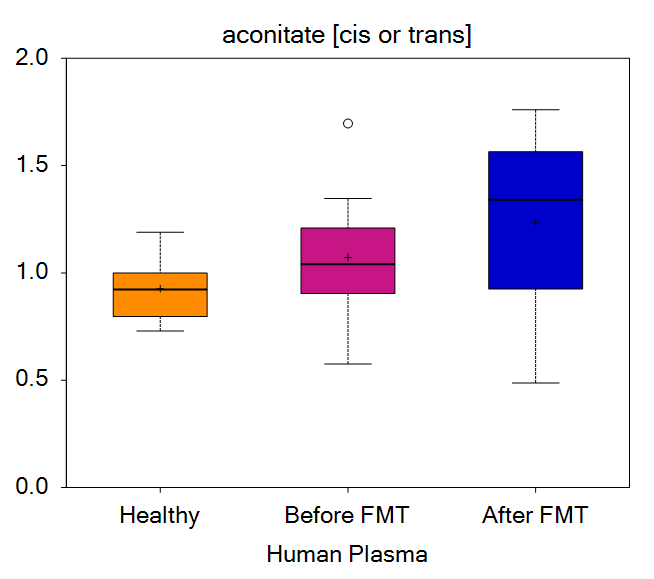 aconitate [cis or trans]
2.0
1.5
1.0
0.5
0.0
Healthy Before FMT After FMT
Human Plasma